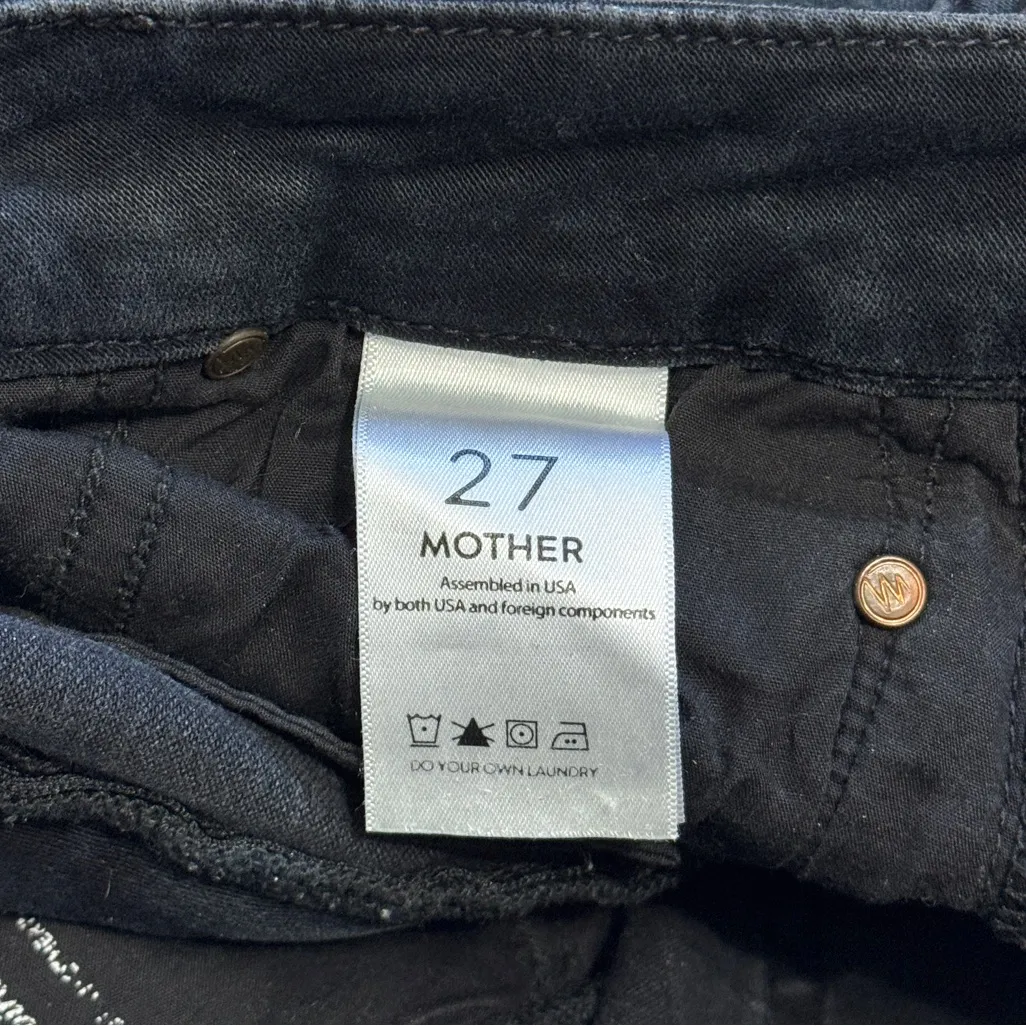 27
MOTHER
Assembled in USA
by both USA and foreign components
DO YOUR OWN LAUNDRY